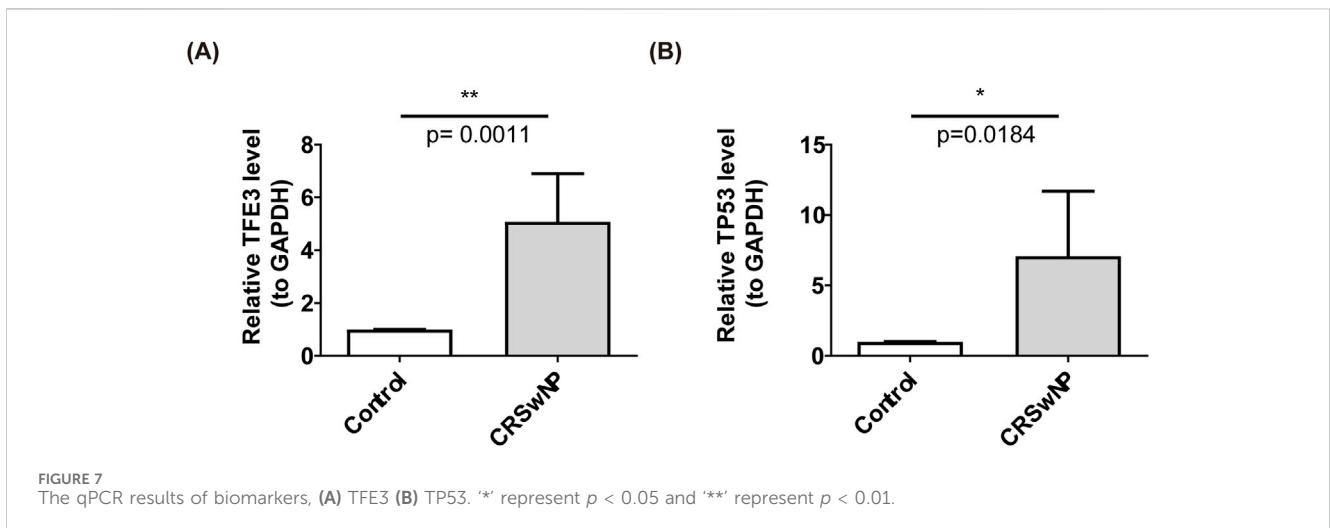 (A)
**
p= 0.0011
Relative TFE3 level
(to GAPDH)
8
6
4
2
0
Control
CRSwNP
(B)
*
p=0.0184
Relative TP53 level
(to GAPDH)
15
10
5
0
Control
CRSwNP
FIGURE 7
The qPCR results of biomarkers, (A) TFE3 (B) TP53. ‘*’ represent p < 0.05 and ‘**’ represent p < 0.01.